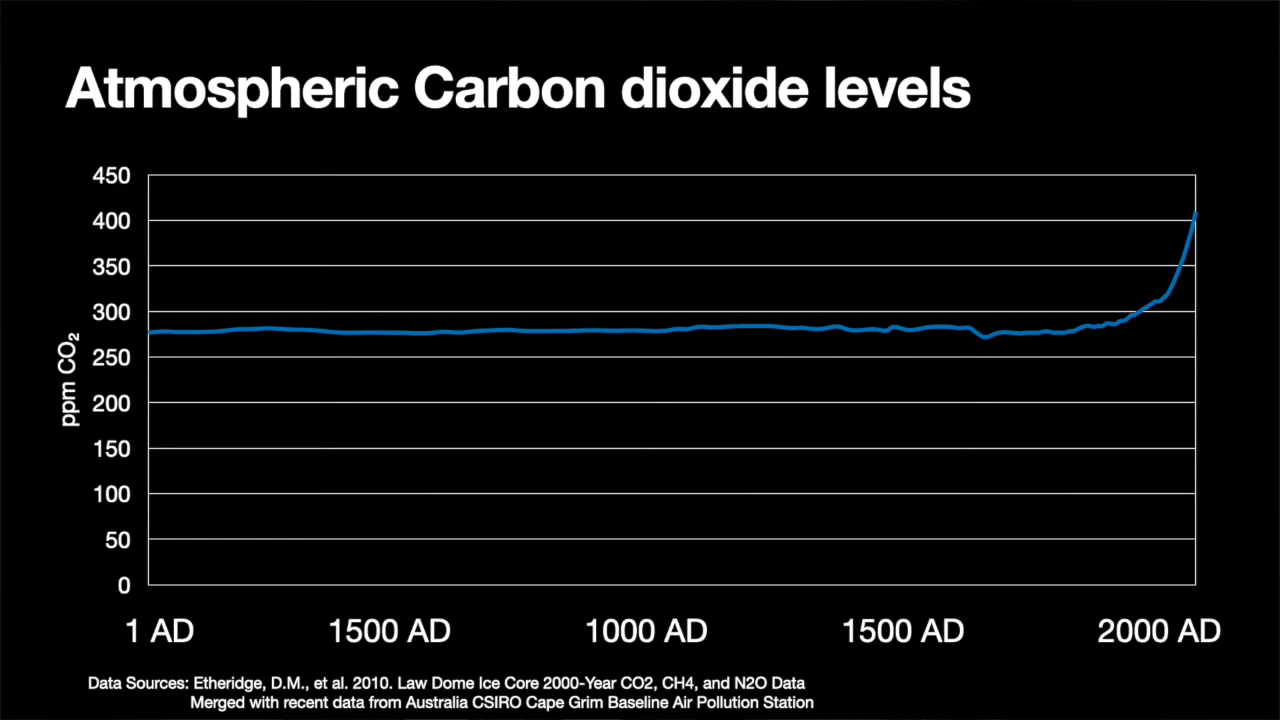 Atmospheric Carbon dioxide levels
450
400
350
300
250
200
150
100
50
0
ppm CO₂
1 AD 1500 AD 1000 AD 1500 AD 2000 AD
Data Sources: Etheridge, D.M., et al. 2010. Law Dome Ice Core 2000-Year CO2, CH4, and N2O Data
Merged with recent data from Australia CSIRO Cape Grim Baseline Air Pollution Station